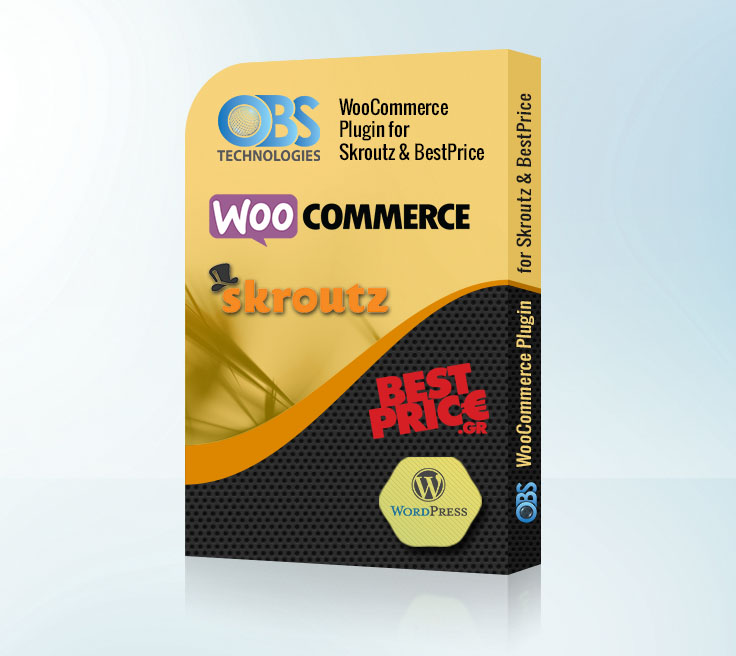 OBS
TECHNOLOGIES
WooCommerce
Plugin for
Skroutz & BestPrice
WOO COMMERCE
skroutz
BEST
PRIC€
.GR
WORDPRESS
OBS WooCommerce Plugin for Skroutz & BestPrice